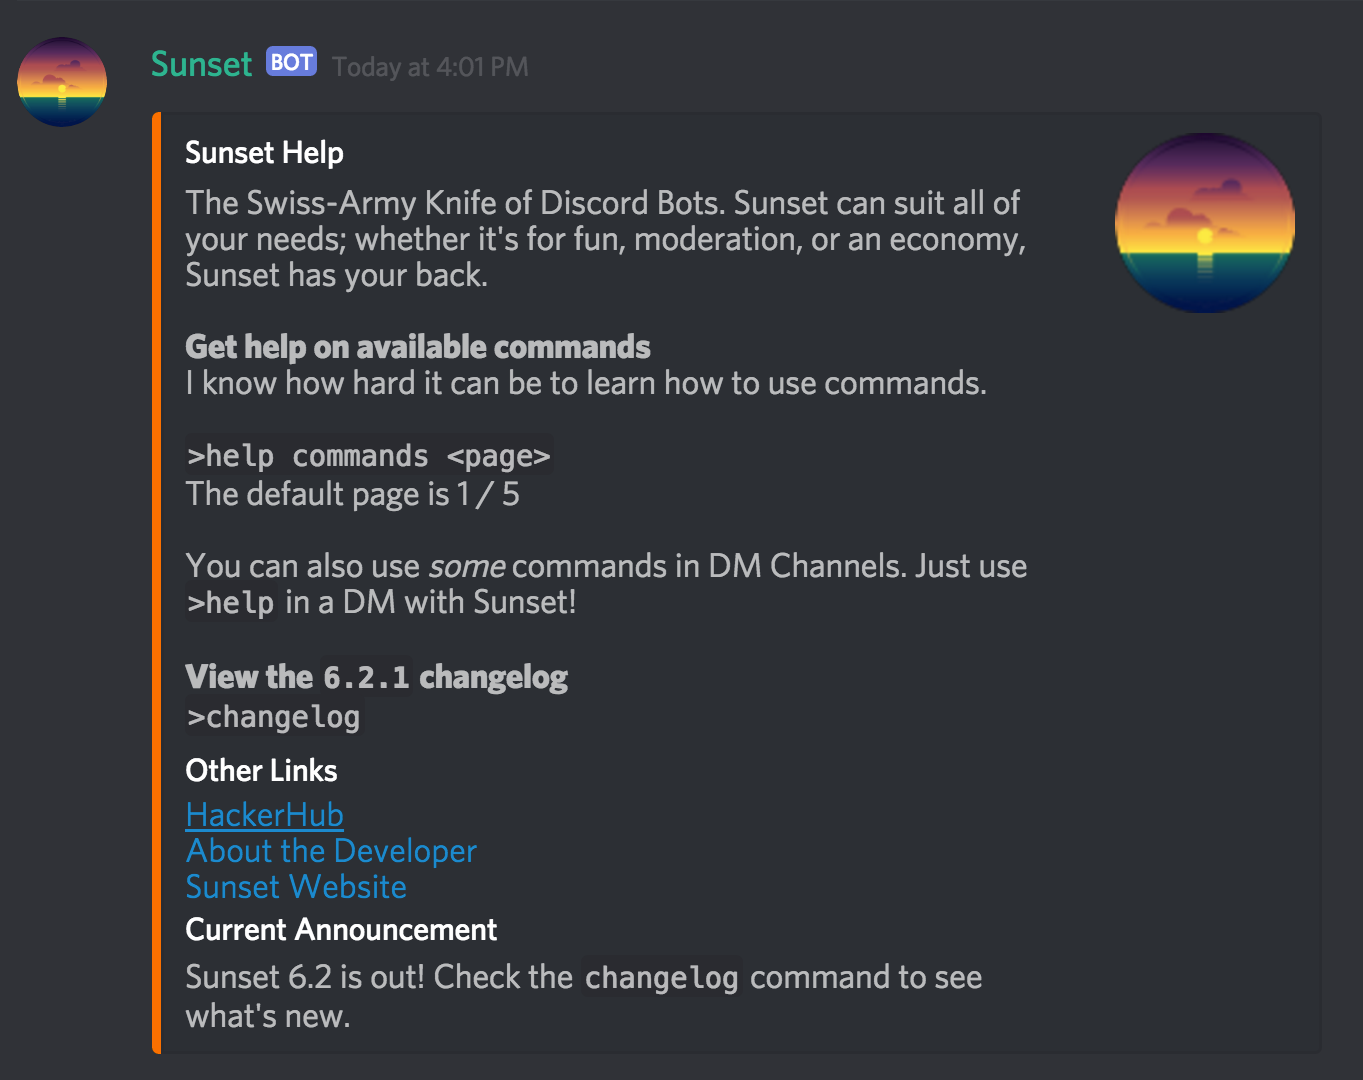 Sunset BOT Today at 4:01 PM
Sunset Help
The Swiss-Army Knife of Discord Bots. Sunset can suit all of
your needs; whether it's for fun, moderation, or an economy,
Sunset has your back.
Get help on available commands
I know how hard it can be to learn how to use commands.
>help commands <page>
The default page is 1 / 5
You can also use some commands in DM Channels. Just use
>help in a DM with Sunset!
View the 6.2.1 changelog
>changelog
Other Links
HackerHub
About the Developer
Sunset Website
Current Announcement
Sunset 6.2 is out! Check the changelog command to see
what's new.